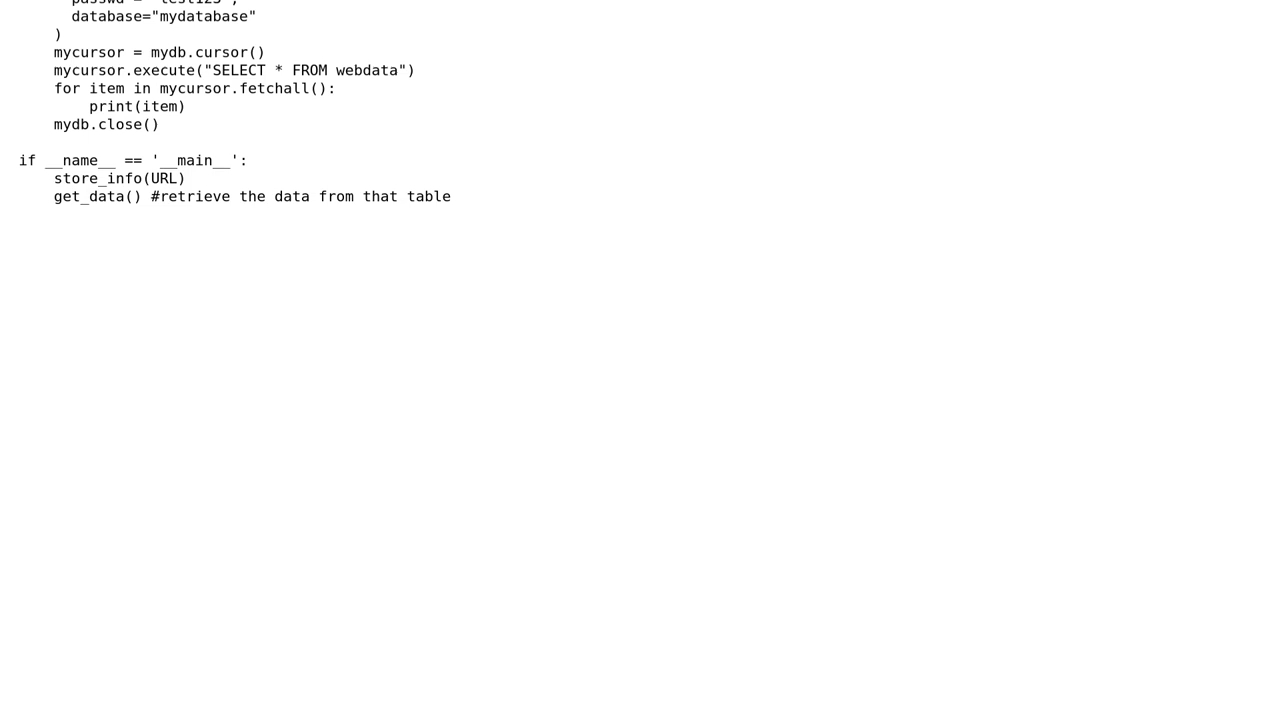 database="mydatabase"
)
mycursor = mydb.cursor()
mycursor.execute("SELECT * FROM webdata")
for item in mycursor.fetchall():
print(item)
mydb.close()
if __name__ == '__main__':
store_info(URL)
get_data() #retrieve the data from that table